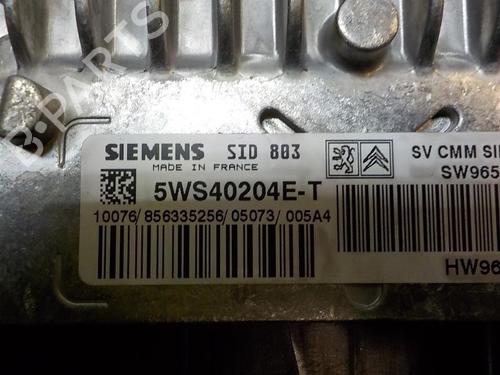 SIEMENS SID 803
MADE IN FRANCE
5WS40204E-T
10076/856335256/05073/005A4
SV CMM SI
SW965
HW96
B-PARTS